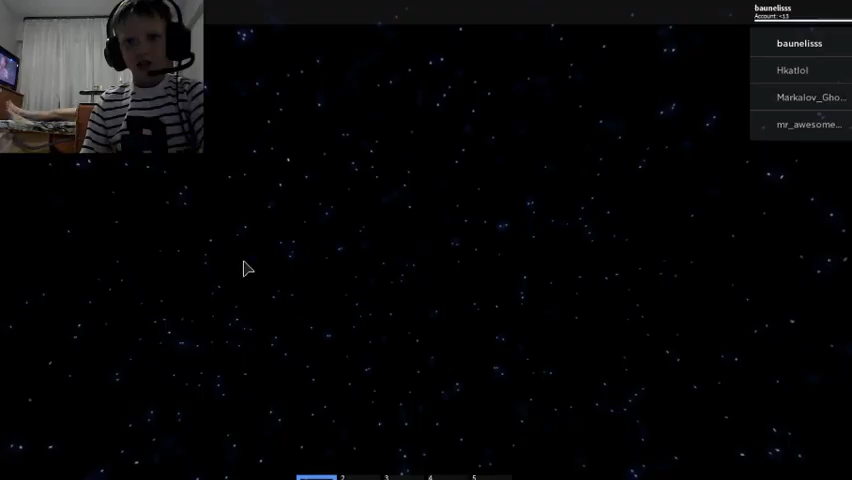 baunelisss
Account: <13
baunelisss
Hkatlol
Markalov_Gho...
mr_awesome...
2 3 4 5